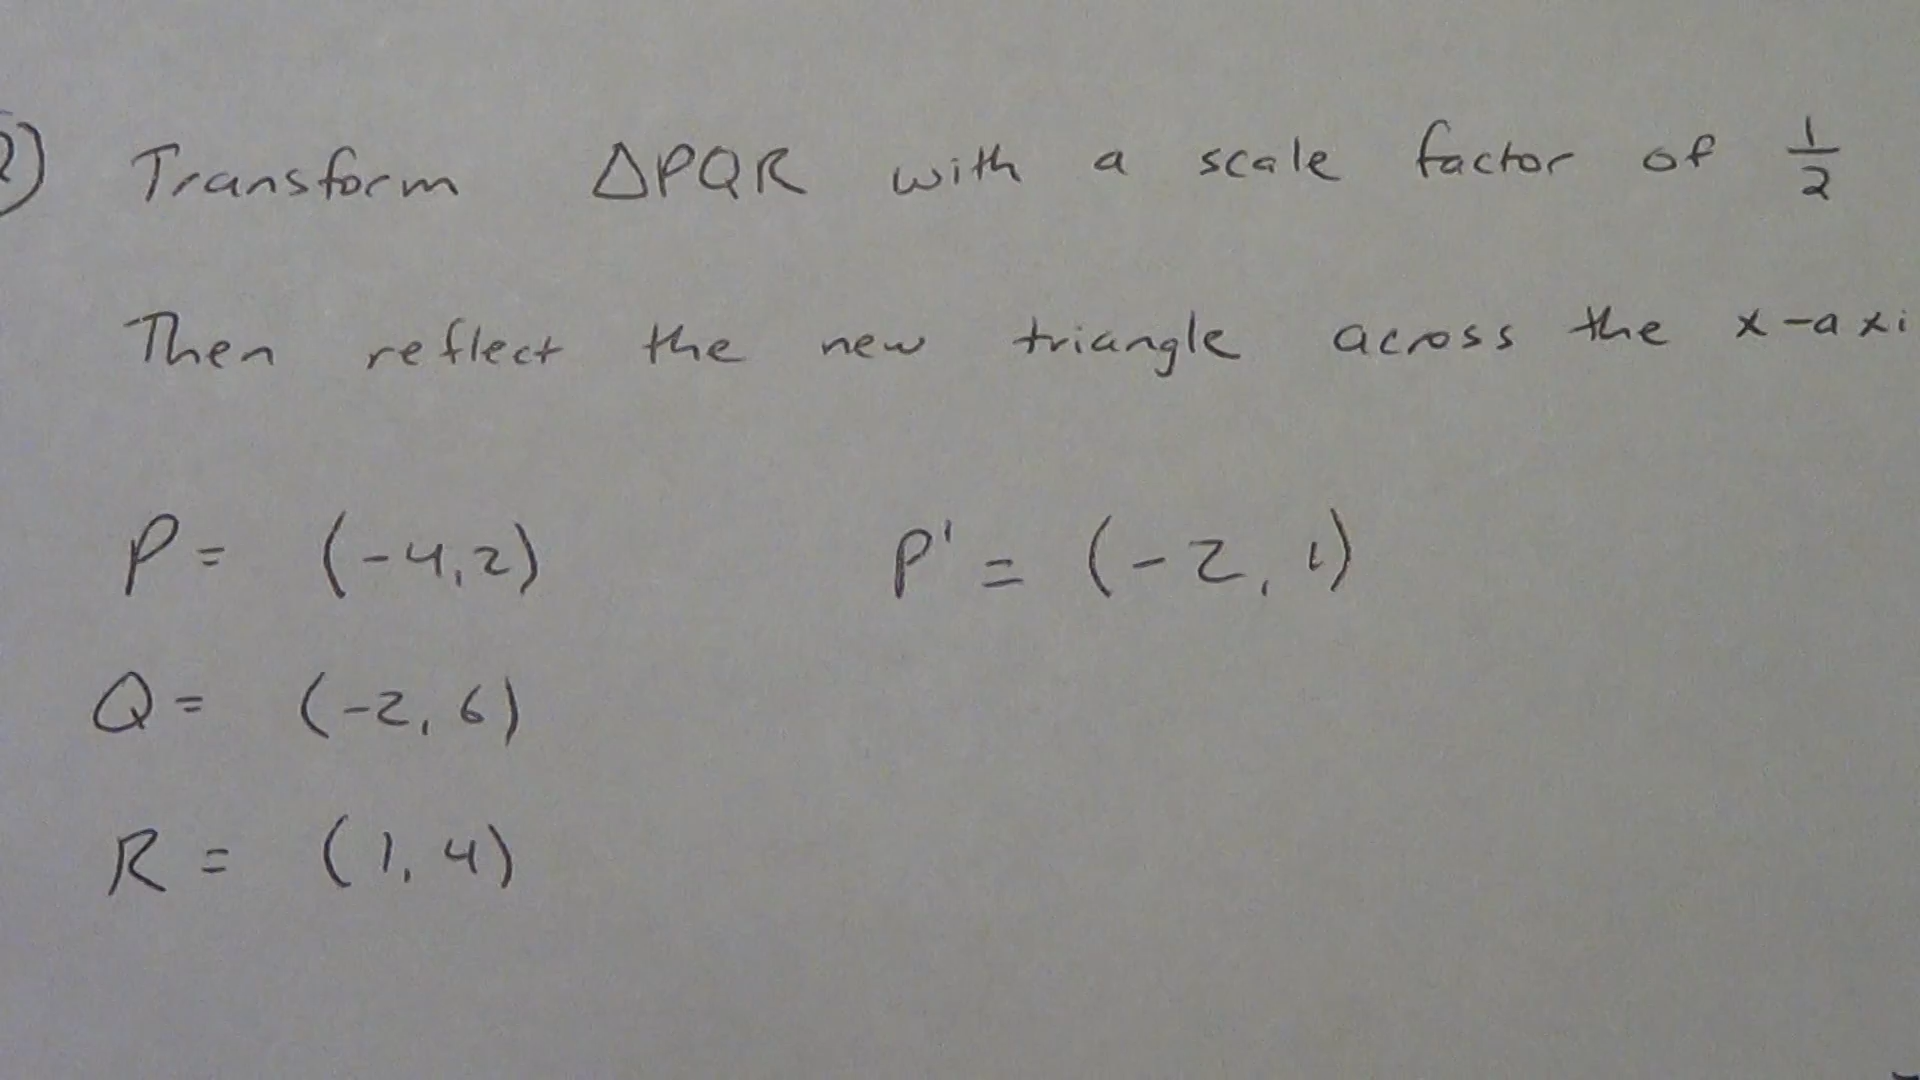 2) Transform △PQR with a scale factor of 1/2
Then reflect the new triangle across the x-axi
P = (-4,2) P' = (-2, 1)
Q = (-2, 6)
R = (1, 4)